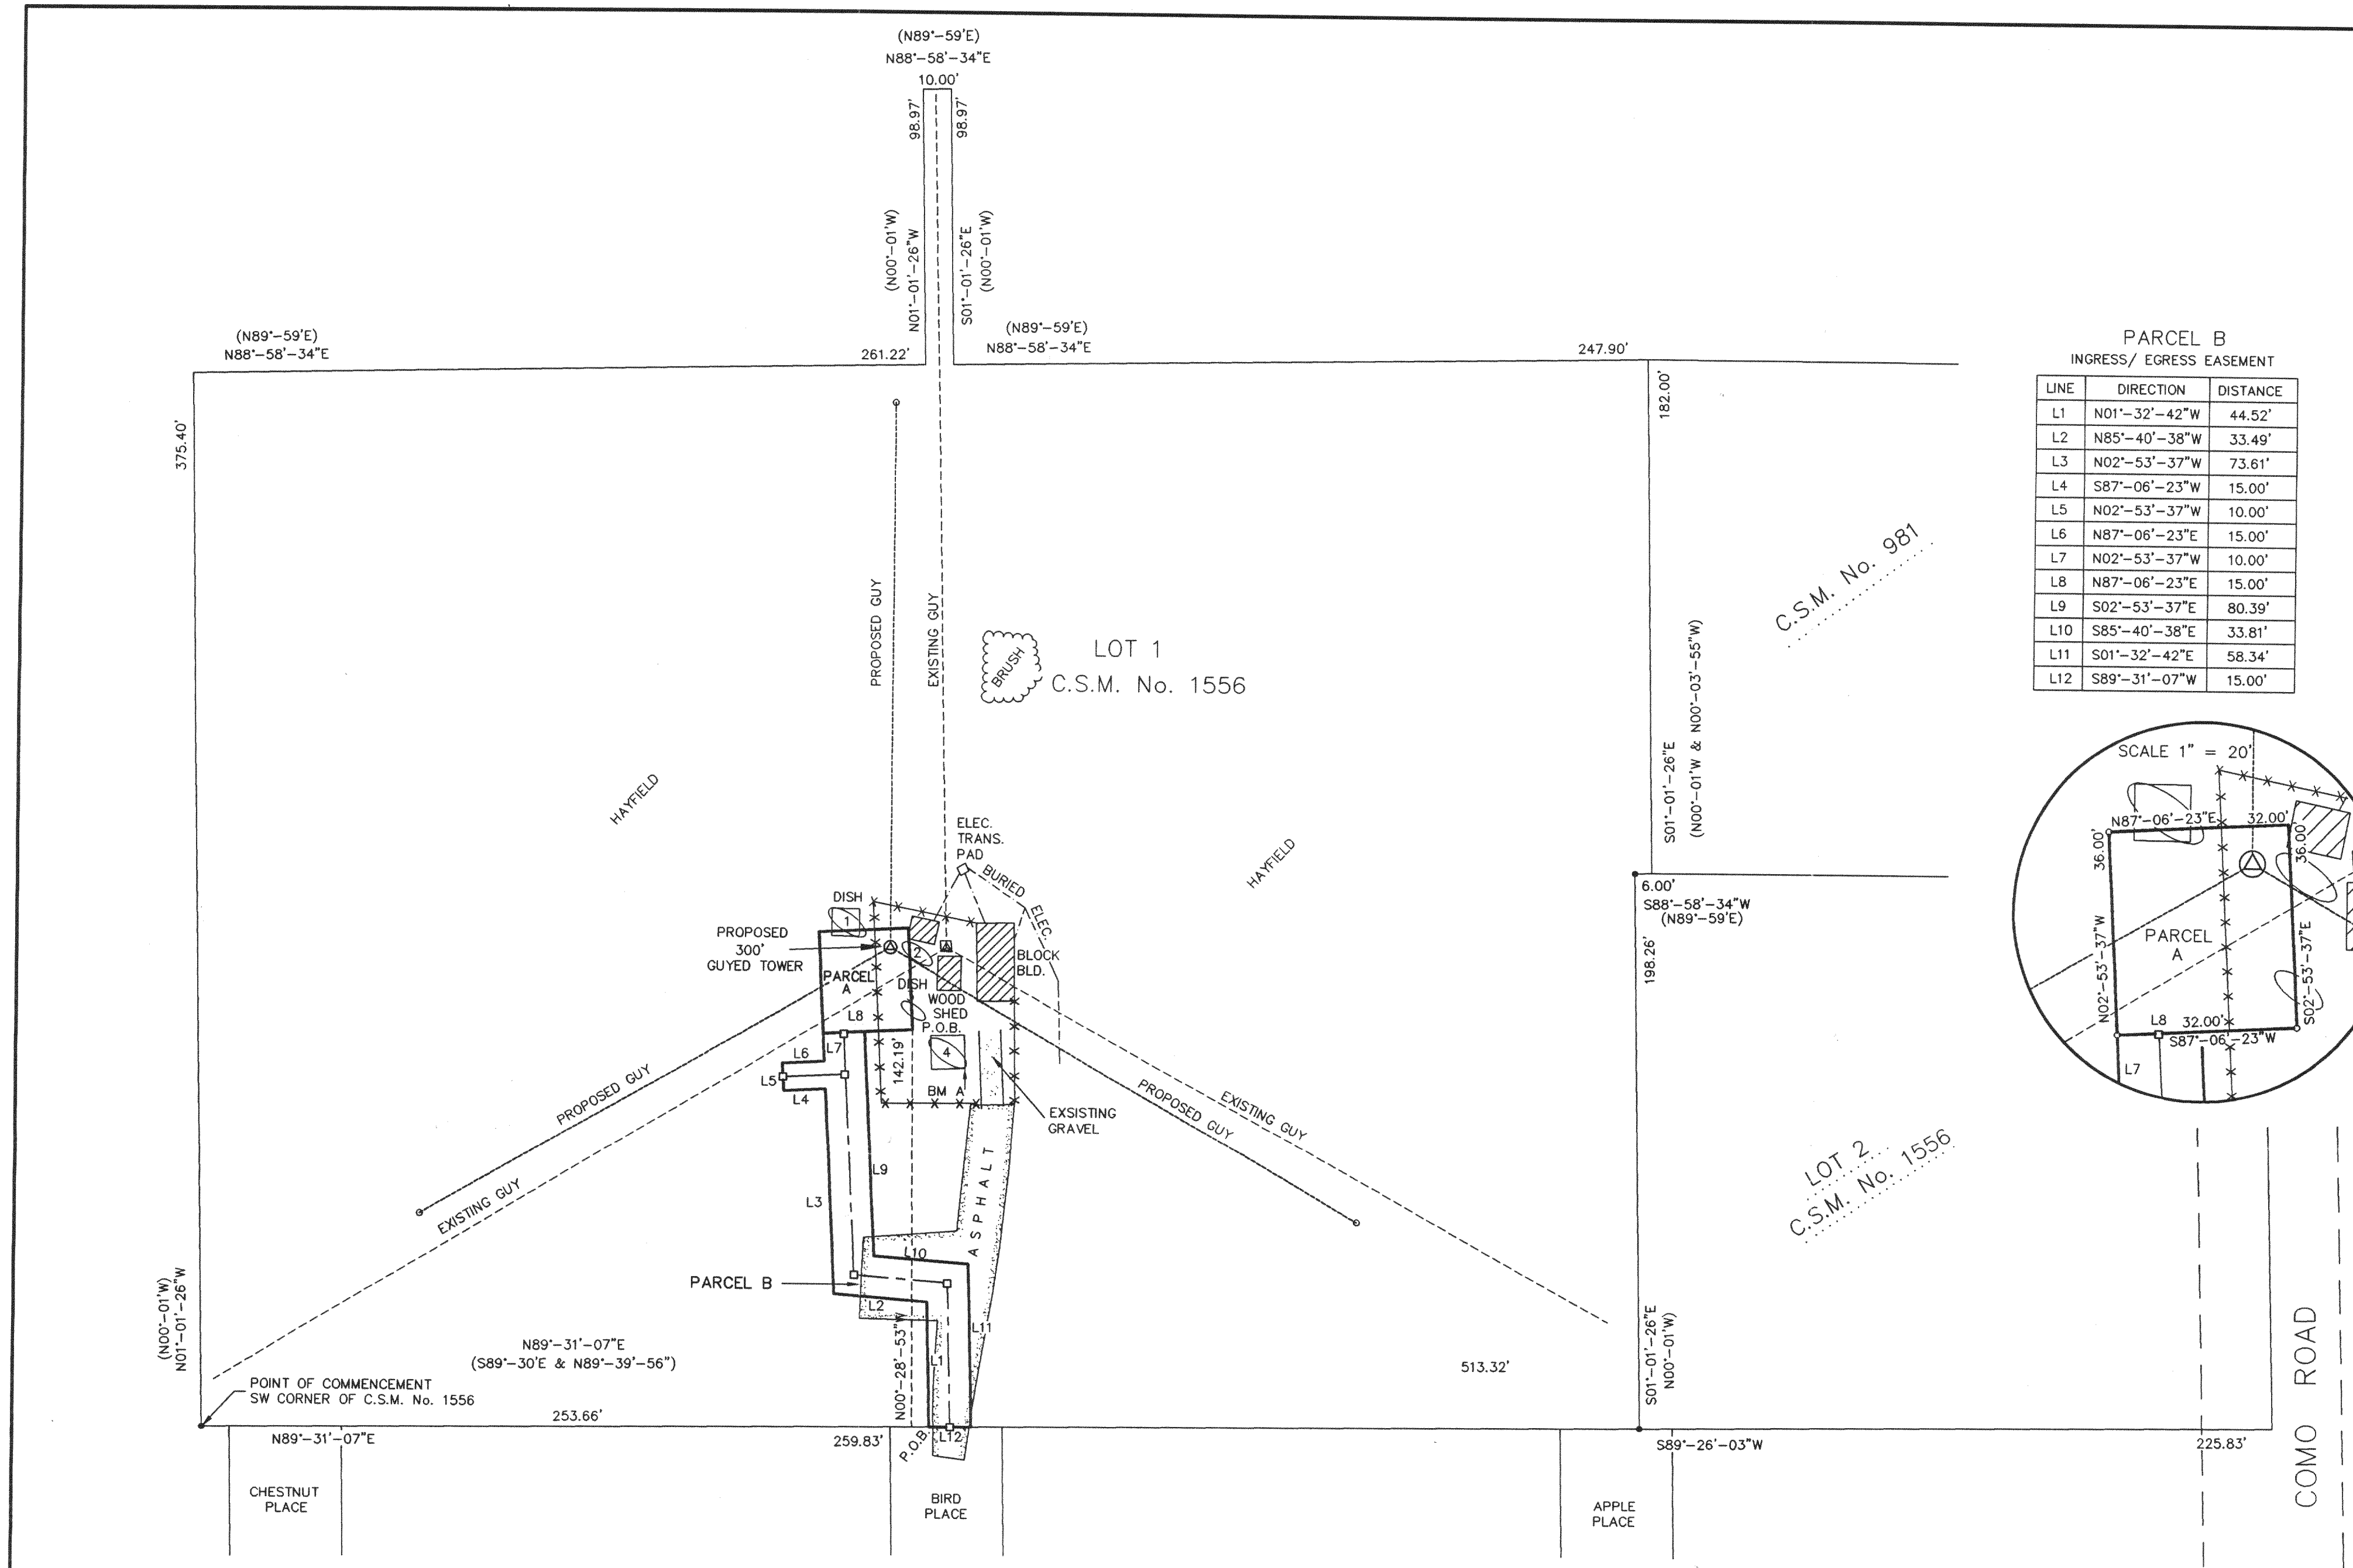 (N89°-59'E)
N88°-58'-34"E
10.00'
98.97'
98.97'
(N00°-01'W)
N01°-01'-26"W
S01°-01'-26"E
(N00°-01'W)
(N89°-59'E)
N88°-58'-34"E
261.22'
(N89°-59'E)
N88°-58'-34"E
247.90'
375.40'
182.00'
PROPOSED GUY
EXISTING GUY
BRUSH
LOT 1
C.S.M. No. 1556
C.S.M. No. 981
S01°-01'-26"E
(N00°-01'W & N00°-03'-55"W)
HAYFIELD
HAYFIELD
PARCEL B
INGRESS/ EGRESS EASEMENT
LINE DIRECTION DISTANCE
L1 N01°-32'-42"W 44.52'
L2 N85°-40'-38"W 33.49'
L3 N02°-53'-37"W 73.61'
L4 S87°-06'-23"W 15.00'
L5 N02°-53'-37"W 10.00'
L6 N87°-06'-23"E 15.00'
L7 N02°-53'-37"W 10.00'
L8 N87°-06'-23"E 15.00'
L9 S02°-53'-37"E 80.39'
L10 S85°-40'-38"E 33.81'
L11 S01°-32'-42"E 58.34'
L12 S89°-31'-07"W 15.00'
SCALE 1" = 20'
N87°-06'-23"E 32.00'
36.00'
36.00'
N02°-53'-37"W
S02°-53'-37"E
PARCEL
A
L8 32.00'
S87°-06'-23"W
L7
ELEC.
TRANS.
PAD
BURIED
ELEC.
DISH
1
PROPOSED
300'
GUYED TOWER
2
BLOCK
BLD.
PARCEL
A
DISH
WOOD
SHED
P.O.B.
L8
L7
L6
L5
L4
142.19'
4
BM A
EXSISTING
GRAVEL
6.00'
S88°-58'-34"W
(N89°-59'E)
198.26'
PROPOSED GUY
EXISTING GUY
PROPOSED GUY
EXISTING GUY
L9
L3
ASPHALT
L10
PARCEL B
L2
L11
L1
N00°-28'-53"W
LOT 2
C.S.M. No. 1556
(N00°-01'W)
N01°-01'-26"W
N89°-31'-07"E
(S89°-30'E & N89°-39'-56")
513.32'
S01°-01'-26"E
N00°-01'W)
POINT OF COMMENCEMENT
SW CORNER OF C.S.M. No. 1556
253.66'
N89°-31'-07"E
259.83'
P.O.B.
L12
S89°-26'-03"W
225.83'
CHESTNUT
PLACE
BIRD
PLACE
APPLE
PLACE
COMO ROAD